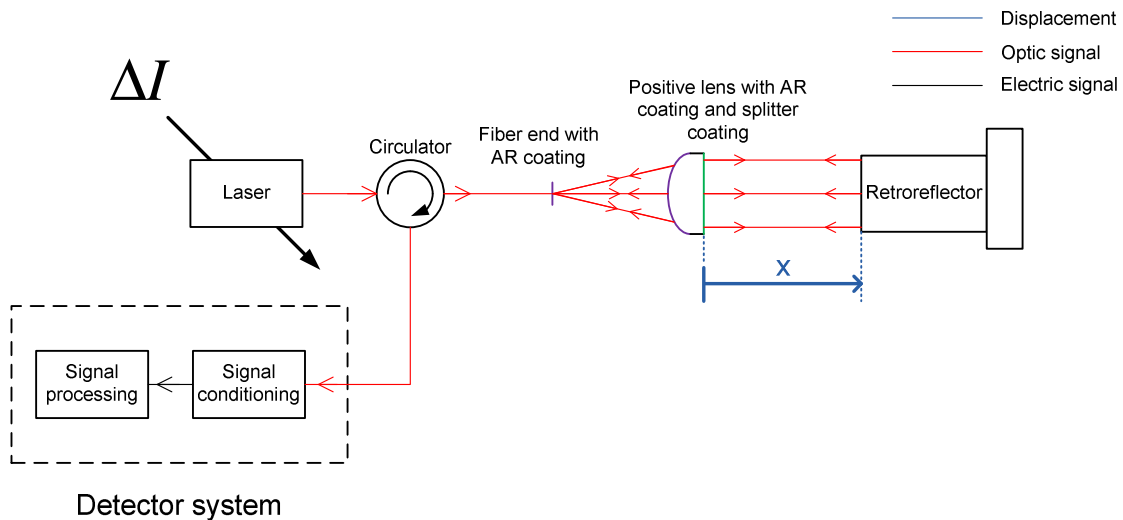 Displacement
Optic signal
Electric signal
ΔI
Positive lens with AR
coating and splitter
coating
Fiber end with
AR coating
Circulator
Laser
Retroreflector
X
Signal
processing
Signal
conditioning
Detector system